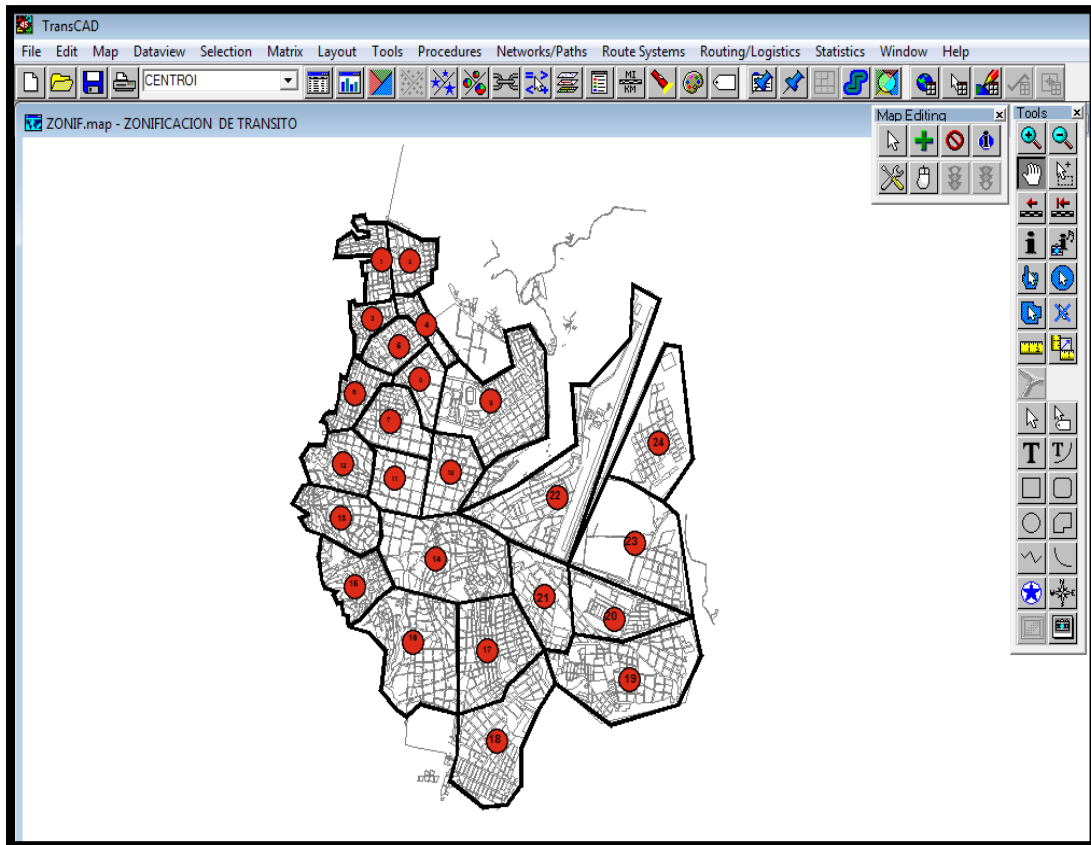 TransCAD
File Edit Map Dataview Selection Matrix Layout Tools Procedures Networks/Paths Route Systems Routing/Logistics Statistics Window Help
CENTROI
MI
KM
ZONIF.map - ZONIFICACION DE TRANSITO
Map Editing
Tools
1
2
3
4
7
10
11
12
13
14
15
16
17
18
19
20
21
22
23
24
T
T